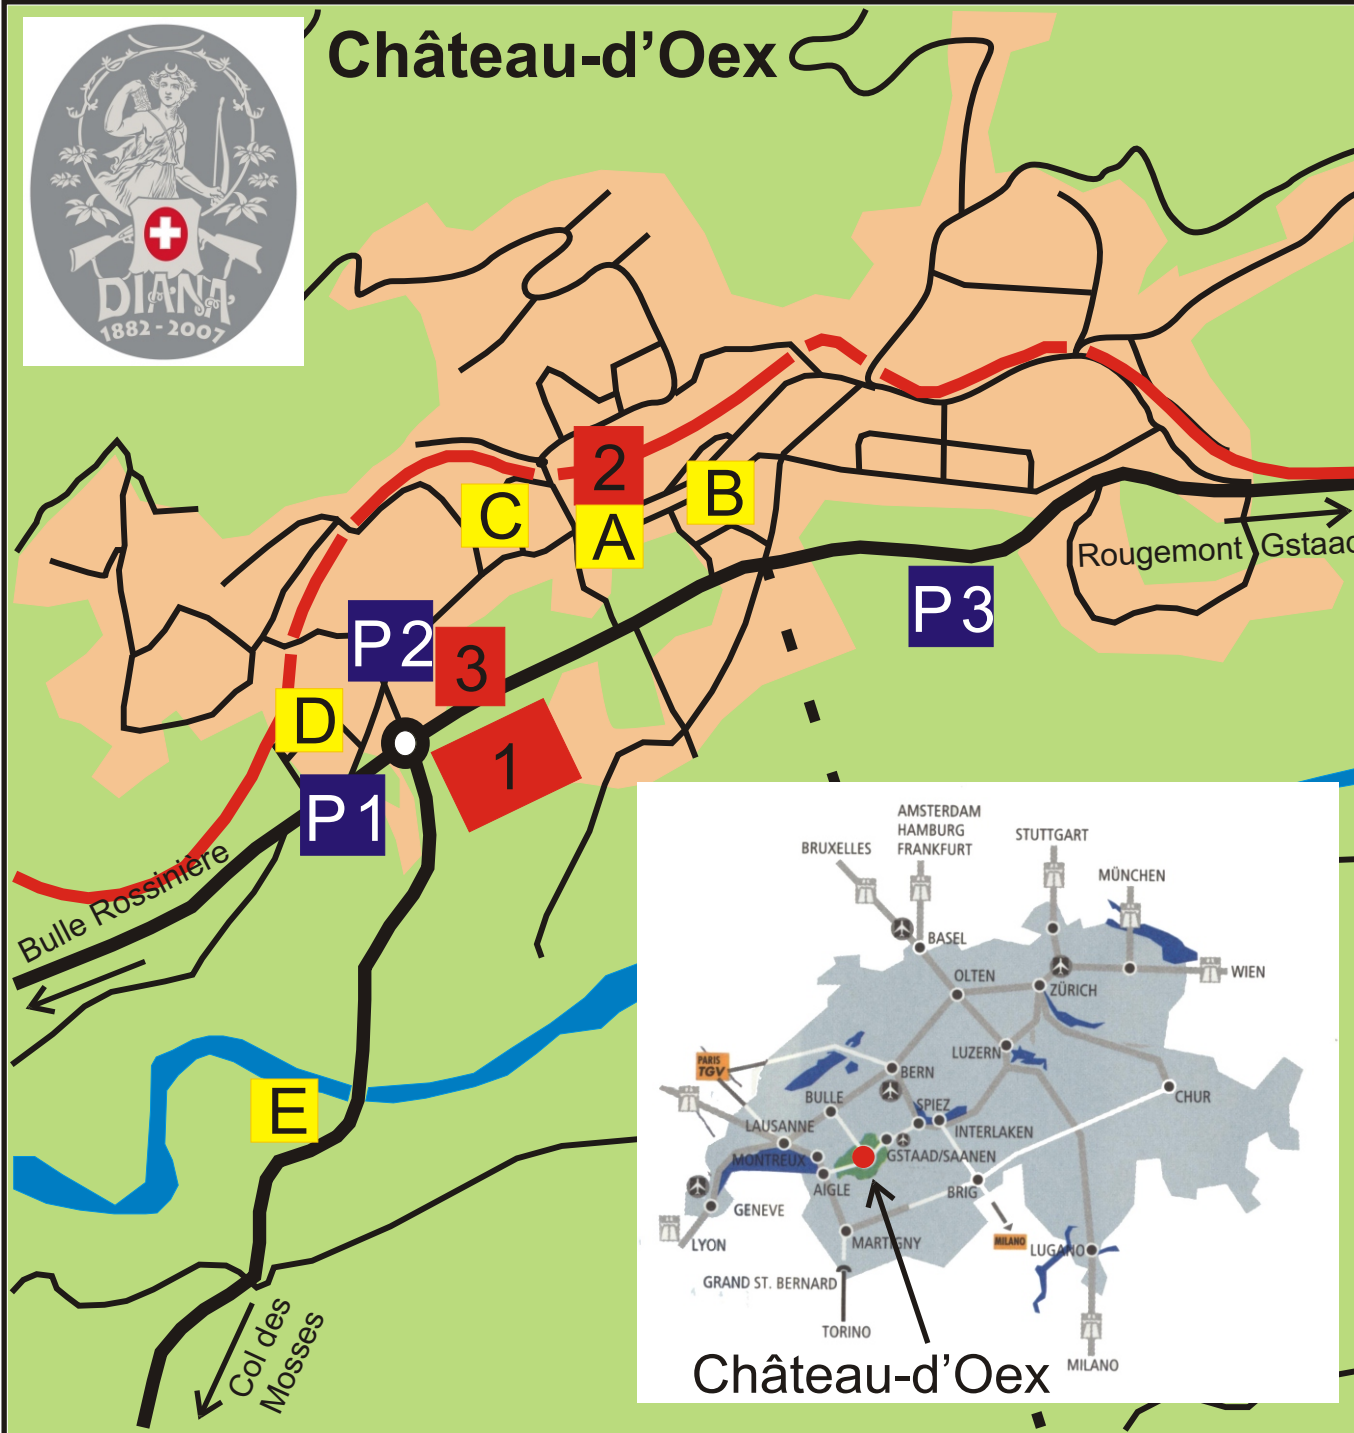 Château-d'Oex
DIANA
1882 - 2007
2
B
C
A
Rougemont
Gstaad
P3
P2
3
D
1
P1
Bulle Rossinière
E
Col des
Mosses
AMSTERDAM
HAMBURG
FRANKFURT
BRUXELLES
STUTTGART
MÜNCHEN
BASEL
OLTEN
WIEN
ZÜRICH
LUZERN
PARIS
TGV
BERN
CHUR
BULLE
SPIEZ
LAUSANNE
INTERLAKEN
MONTREUX
GSTAAD/SAANEN
AIGLE
BRIG
GENEVE
LYON
MARTIGNY
MILANO
LUGANO
GRAND ST. BERNARD
TORINO
MILANO
Château-d'Oex